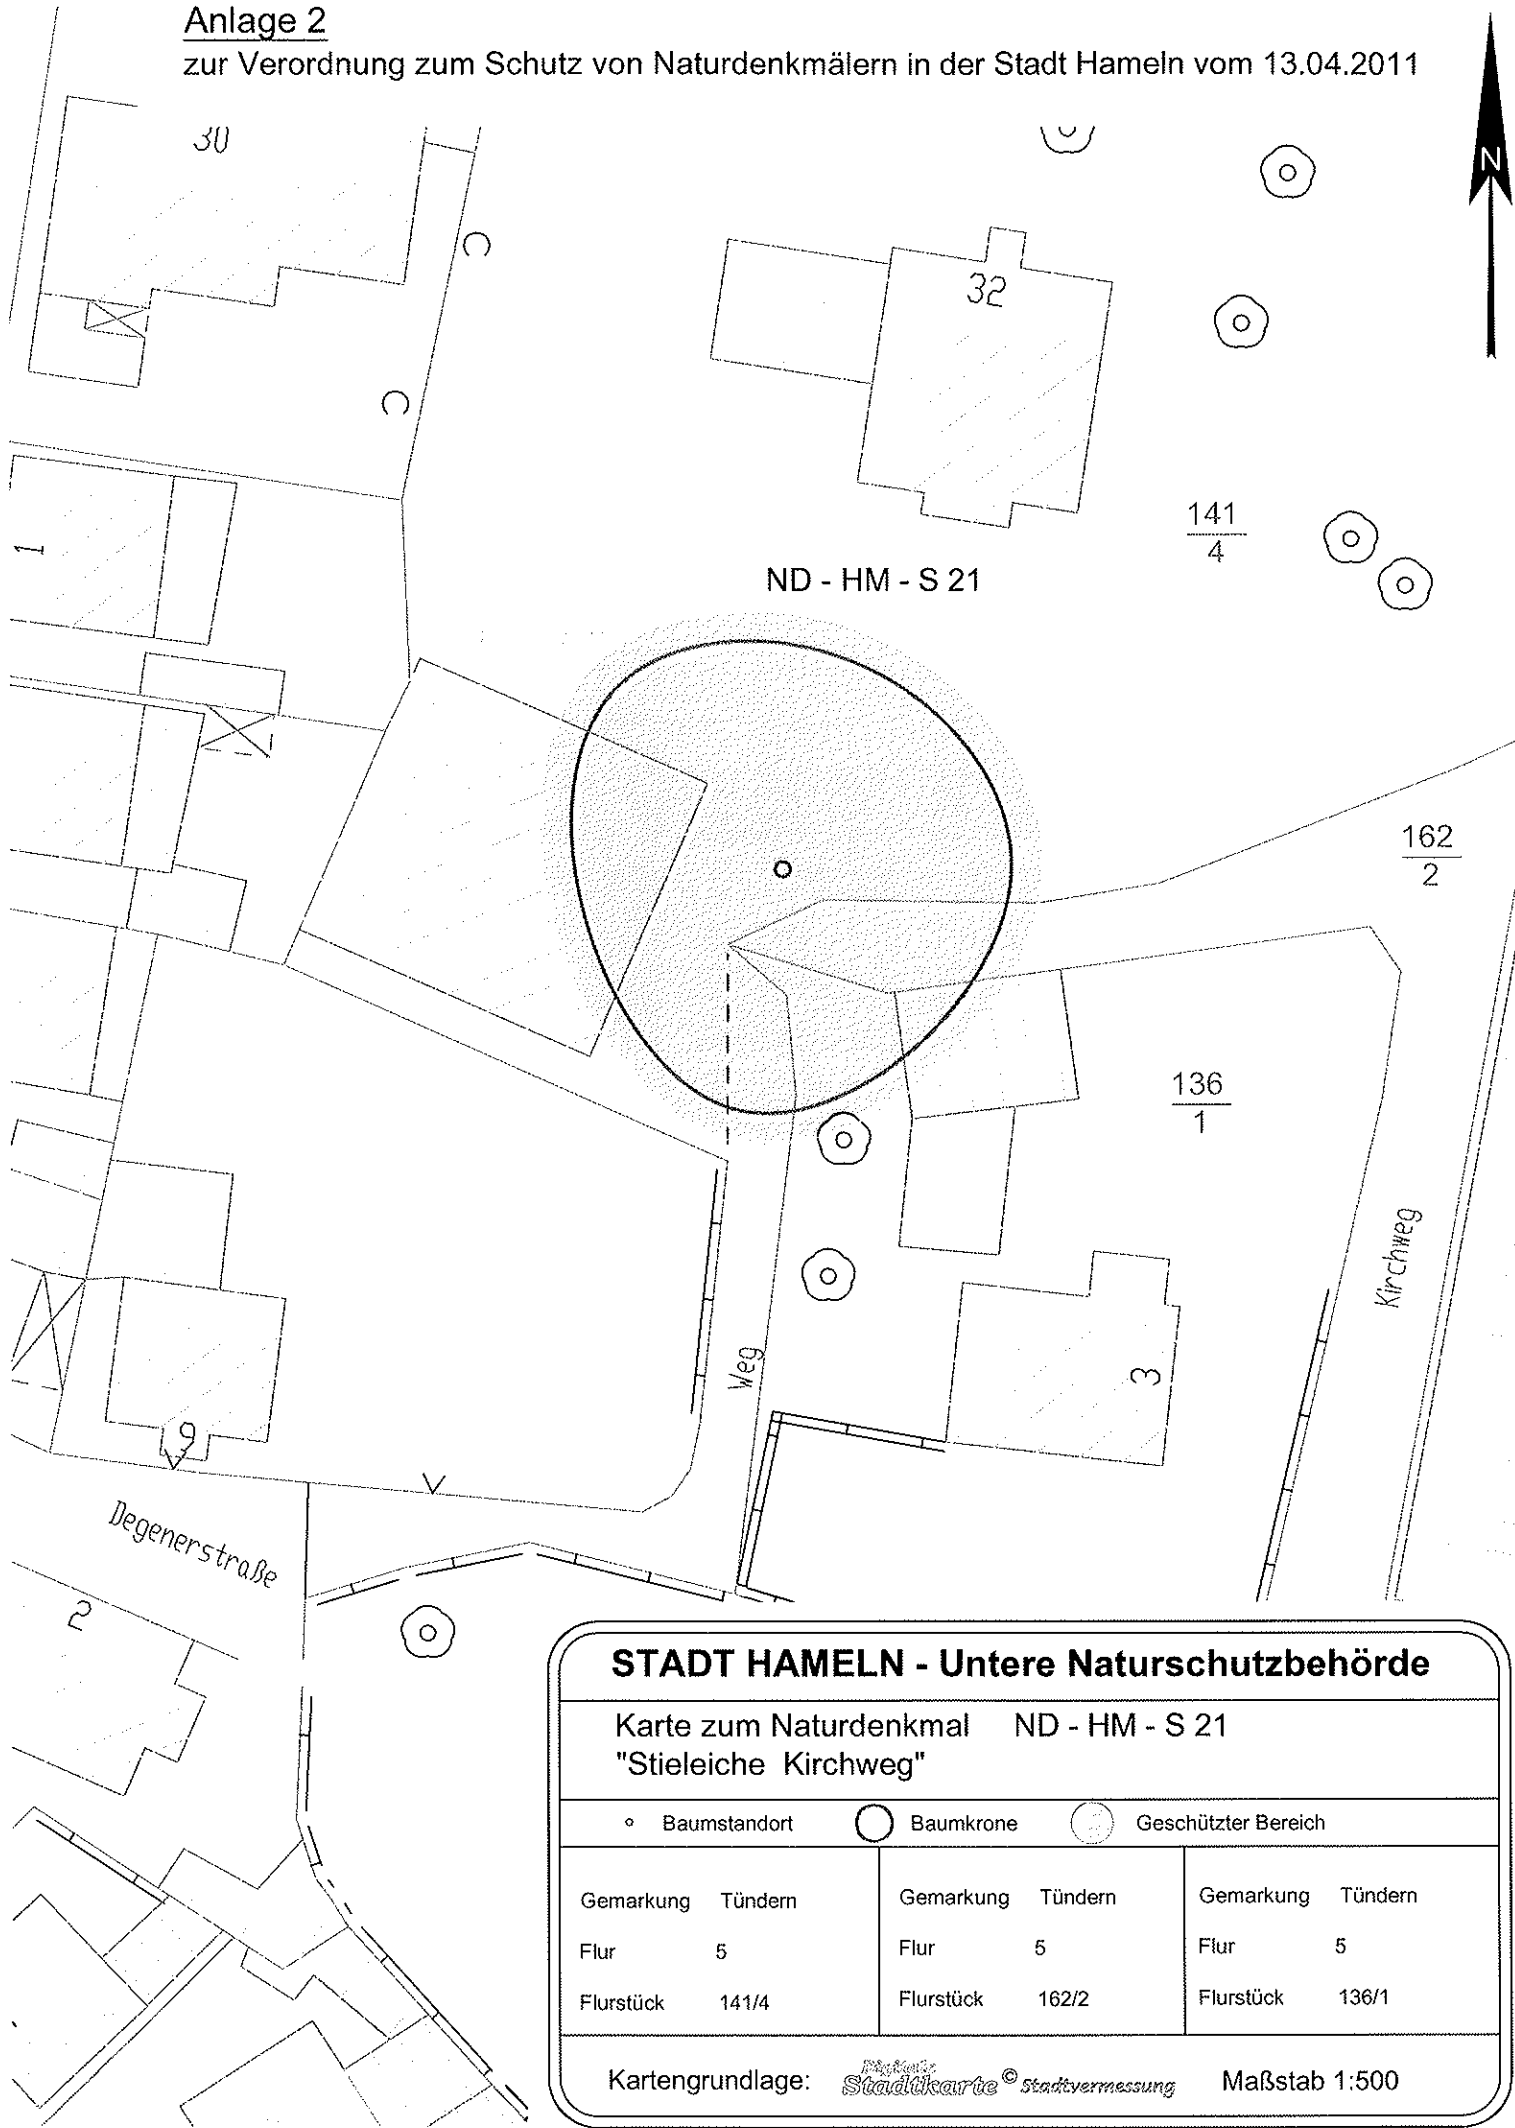 Anlage 2
zur Verordnung zum Schutz von Naturdenkmälern in der Stadt Hameln vom 13.04.2011
30
N
32
141
4
1
ND - HM - S 21
162
2
136
1
Kirchweg
Weg
3
9
Degenerstraße
2
STADT HAMELN - Untere Naturschutzbehörde
Karte zum Naturdenkmal ND - HM - S 21
"Stieleiche Kirchweg"
Baumstandort Baumkrone Geschützter Bereich
Gemarkung Tündern Gemarkung Tündern Gemarkung Tündern
Flur 5 Flur 5 Flur 5
Flurstück 141/4 Flurstück 162/2 Flurstück 136/1
Kartengrundlage: Digitale Stadtkarte © Stadtvermessung Maßstab 1:500